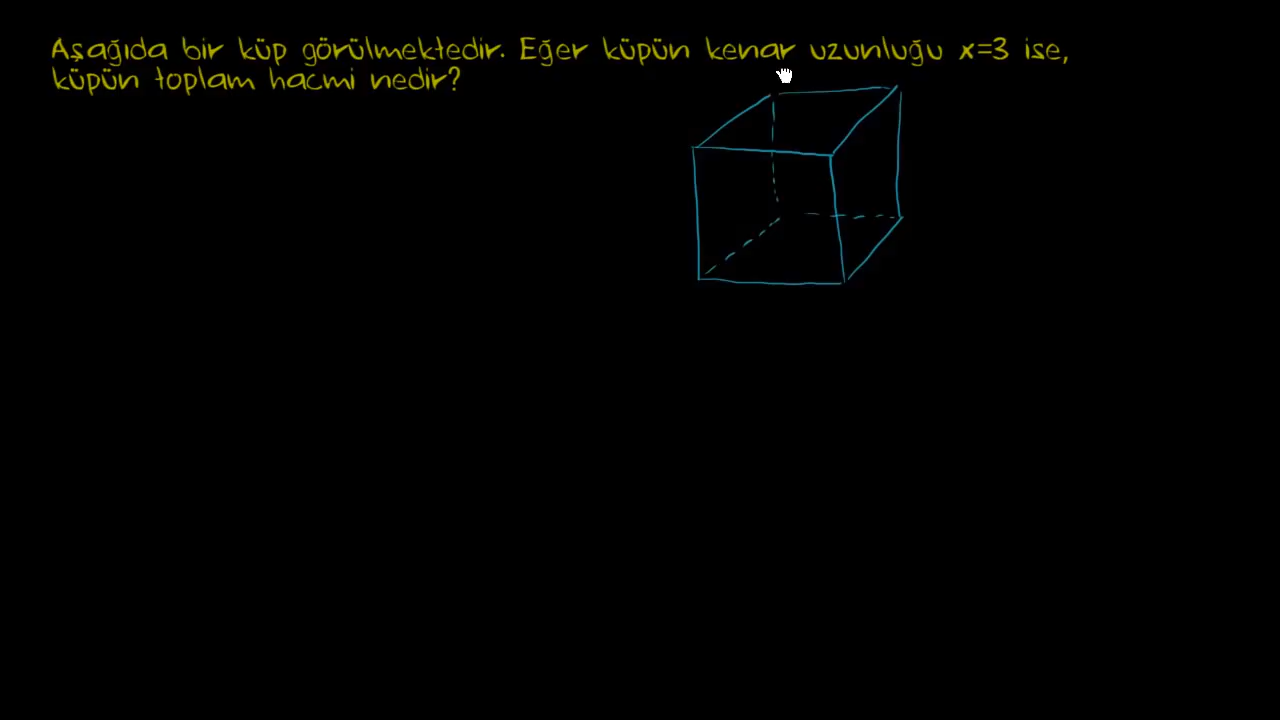 Aşağıda bir küp görülmektedir. Eğer küpün kenar uzunluğu x=3 ise,
küpün toplam hacmi nedir?